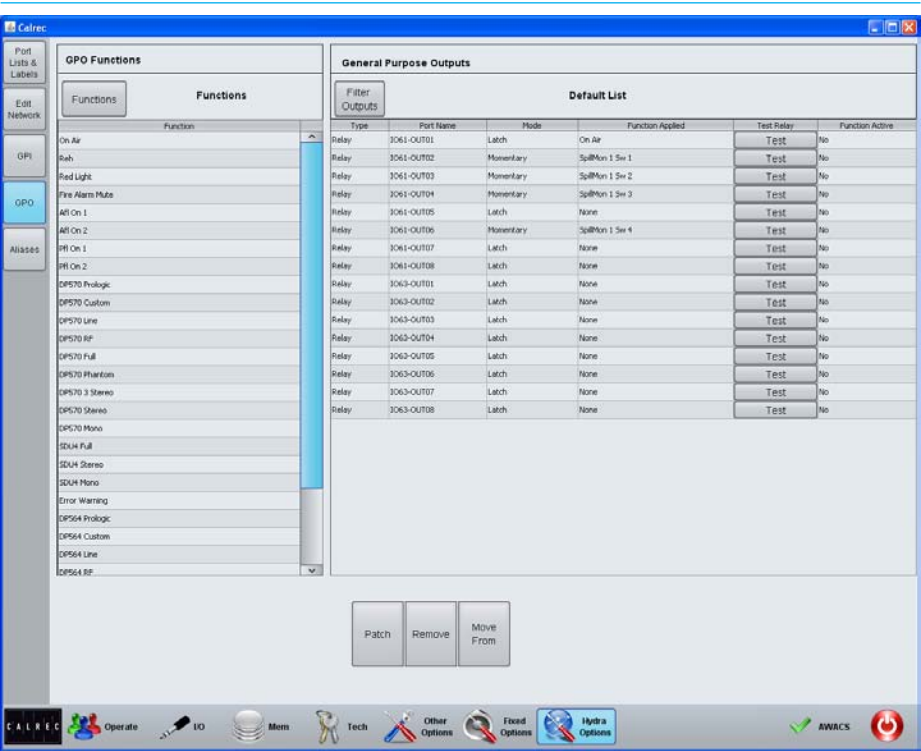 Calrec
Port Lists & Labels
Edit Network
GPI
GPO
Aliases
GPO Functions
Functions
Functions
Function
On Air
Reh
Red Light
Fire Alarm Mute
Afl On 1
Afl On 2
Pfl On 1
Pfl On 2
DP570 Prologic
DP570 Custom
DP570 Line
DP570 RF
DP570 Full
DP570 Phantom
DP570 3 Stereo
DP570 Stereo
DP570 Mono
SDU4 Full
SDU4 Stereo
SDU4 Mono
Error Warning
DP564 Prologic
DP564 Custom
DP564 Line
DP564 RF
General Purpose Outputs
Filter Outputs
Default List
Type Port Name Mode Function Applied Test Relay Function Active
Relay IO61-OUT01 Latch On Air Test No
Relay IO61-OUT02 Momentary SpillMon 1 Sw 1 Test No
Relay IO61-OUT03 Momentary SpillMon 1 Sw 2 Test No
Relay IO61-OUT04 Momentary SpillMon 1 Sw 3 Test No
Relay IO61-OUT05 Latch None Test No
Relay IO61-OUT06 Momentary SpillMon 1 Sw 4 Test No
Relay IO61-OUT07 Latch None Test No
Relay IO61-OUT08 Latch None Test No
Relay IO63-OUT01 Latch None Test No
Relay IO63-OUT02 Latch None Test No
Relay IO63-OUT03 Latch None Test No
Relay IO63-OUT04 Latch None Test No
Relay IO63-OUT05 Latch None Test No
Relay IO63-OUT06 Latch None Test No
Relay IO63-OUT07 Latch None Test No
Relay IO63-OUT08 Latch None Test No
Patch
Remove
Move From
CALREC
Operate
I/O
Mem
Tech
Other Options
Fixed Options
Hydra Options
AWACS